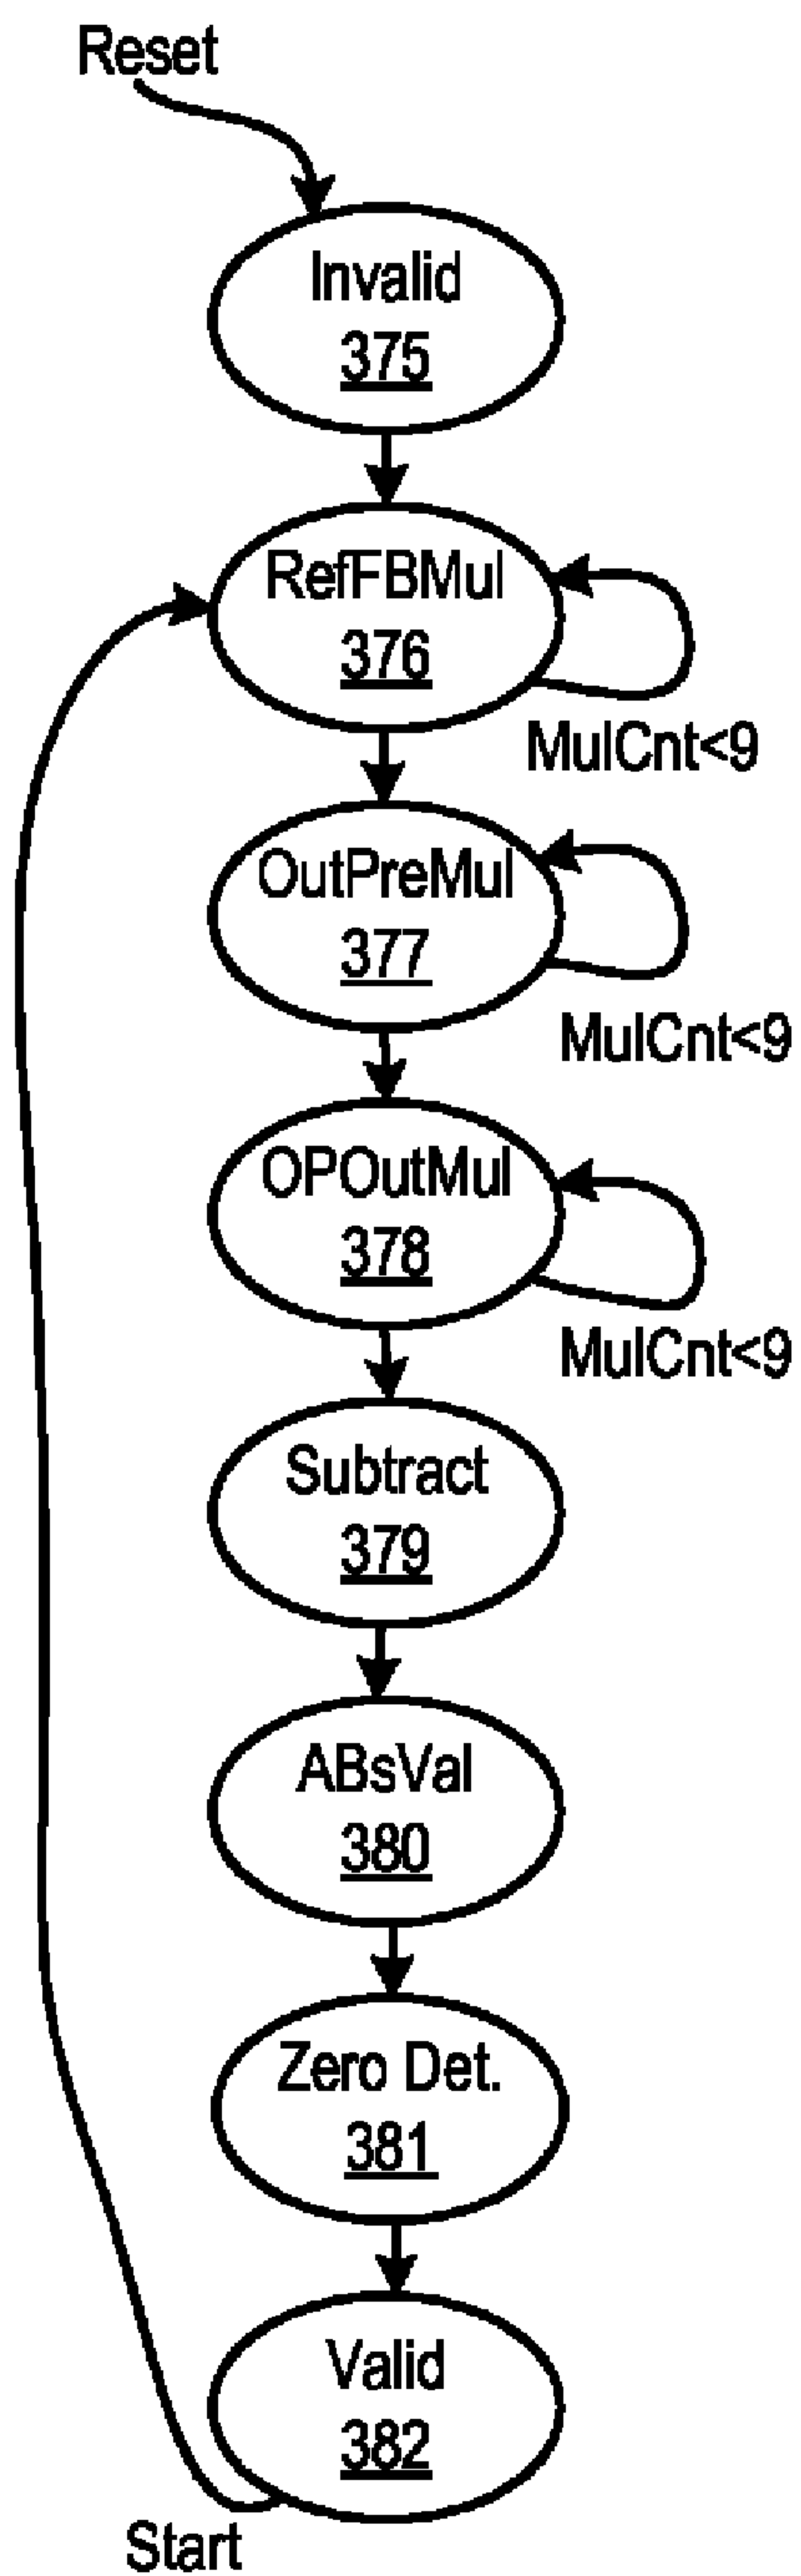 Reset
Invalid
375
RefFBMul
376
MulCnt<9
OutPreMul
377
MulCnt<9
OPOutMul
378
MulCnt<9
Subtract
379
ABsVal
380
Zero Det.
381
Valid
382
Start